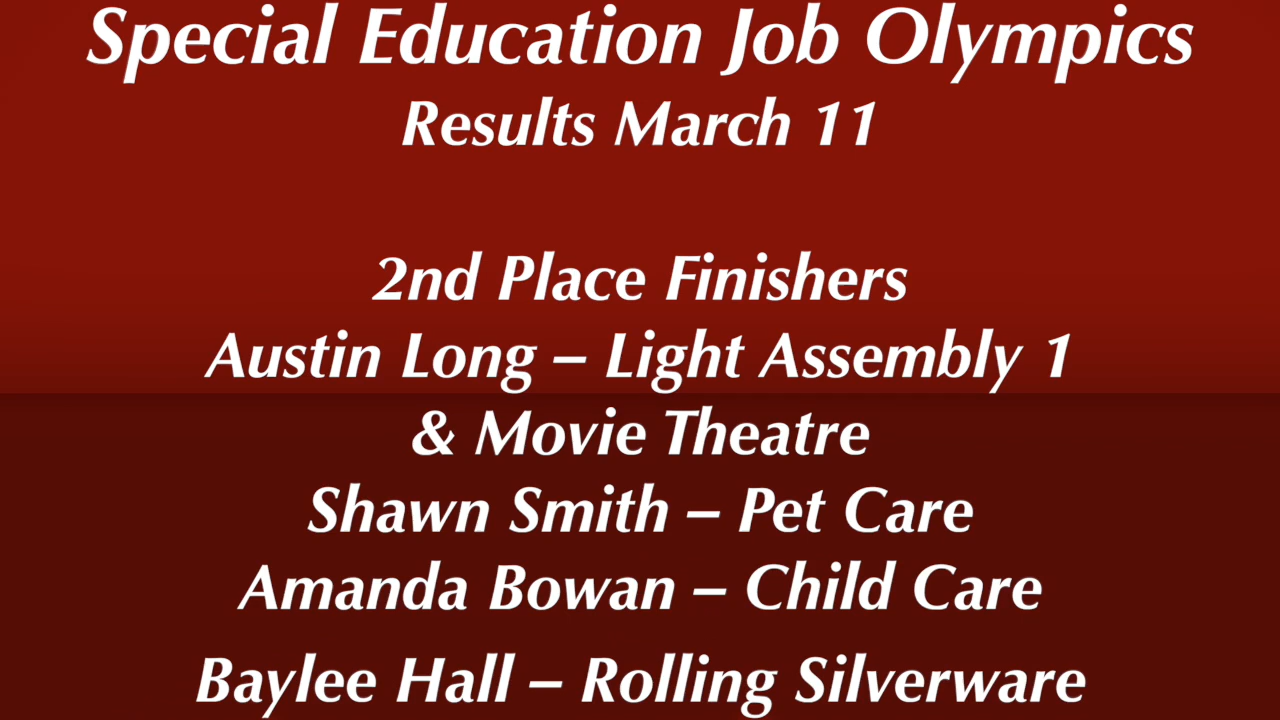 Special Education Job Olympics
Results March 11
2nd Place Finishers
Austin Long – Light Assembly 1
& Movie Theatre
Shawn Smith – Pet Care
Amanda Bowan – Child Care
Baylee Hall – Rolling Silverware